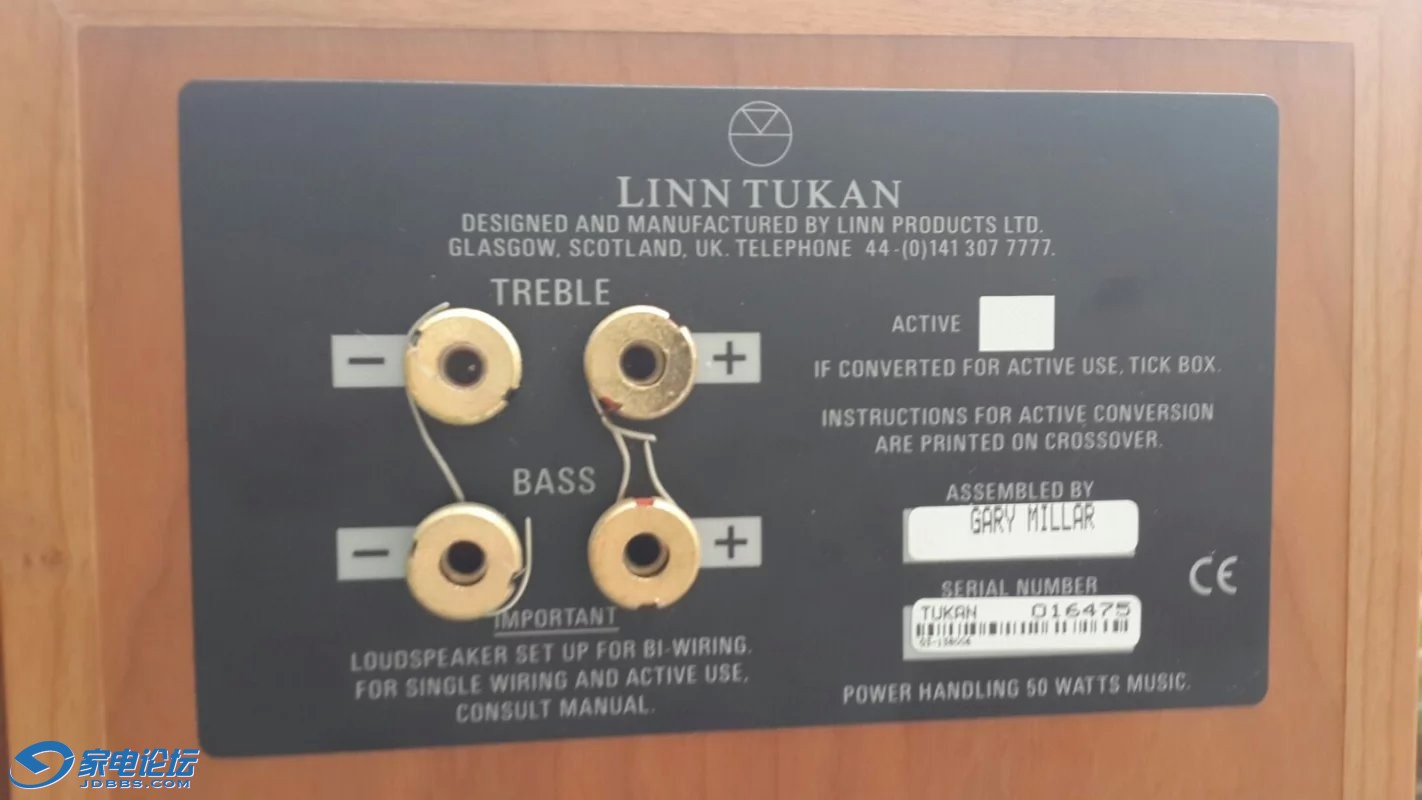 LINN TUKAN
DESIGNED AND MANUFACTURED BY LINN PRODUCTS LTD.
GLASGOW, SCOTLAND, UK. TELEPHONE 44-(0)141 307 7777.
TREBLE
− +
BASS
− +
IMPORTANT
LOUDSPEAKER SET UP FOR BI-WIRING.
FOR SINGLE WIRING AND ACTIVE USE,
CONSULT MANUAL.
ACTIVE
IF CONVERTED FOR ACTIVE USE, TICK BOX.
INSTRUCTIONS FOR ACTIVE CONVERSION
ARE PRINTED ON CROSSOVER.
ASSEMBLED BY
GARY MILLAR
CE
SERIAL NUMBER
TUKAN 016475
POWER HANDLING 50 WATTS MUSIC.
家电论坛
JDBBS.COM